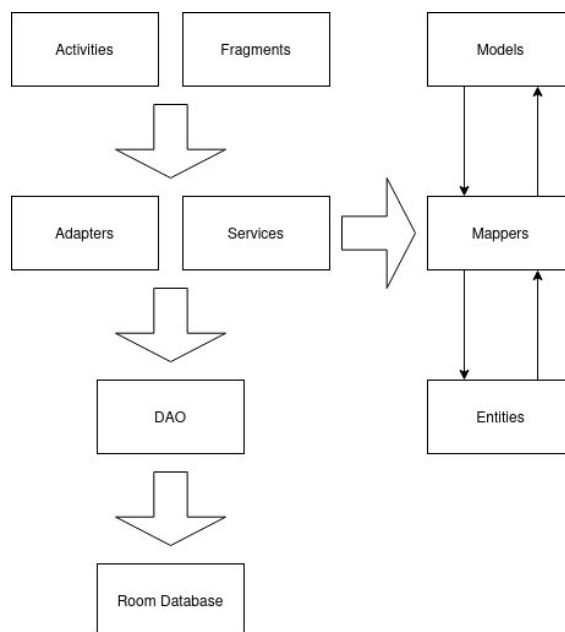 Activities
Fragments
Models
Adapters
Services
Mappers
DAO
Entities
Room Database